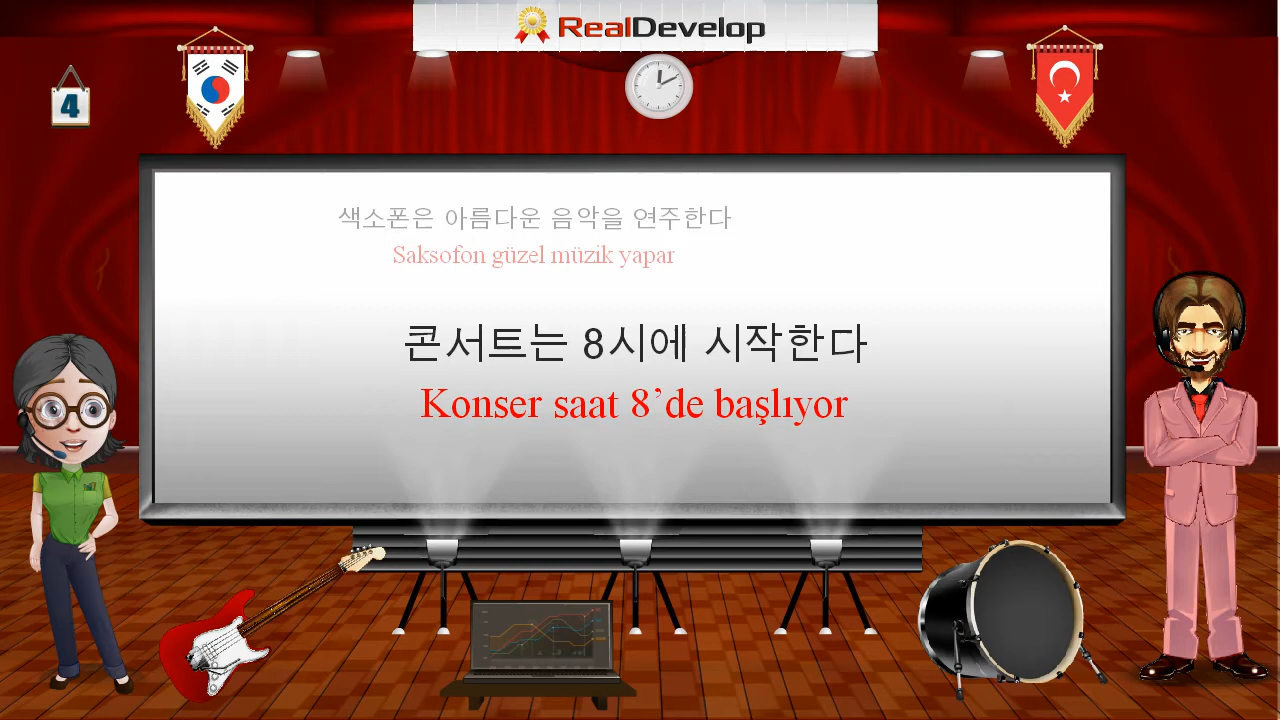 RealDevelop
4
색소폰은 아름다운 음악을 연주한다
Saksofon güzel müzik yapar
콘서트는 8시에 시작한다
Konser saat 8’de başlıyor